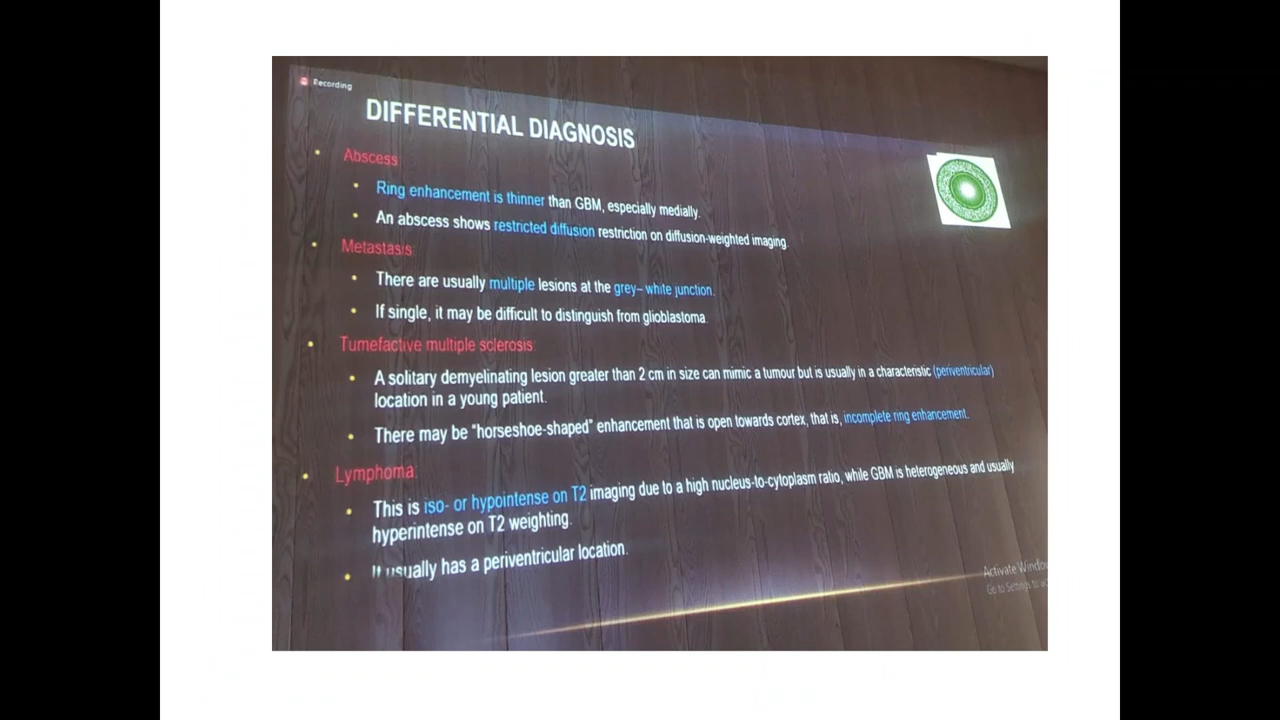 Recording
DIFFERENTIAL DIAGNOSIS
• Abscess
• Ring enhancement is thinner than GBM, especially medially.
• An abscess shows restricted diffusion restriction on diffusion-weighted imaging
• Metastasis:
• There are usually multiple lesions at the grey– white junction.
• If single, it may be difficult to distinguish from glioblastoma.
• Tumefactive multiple sclerosis:
• A solitary demyelinating lesion greater than 2 cm in size can mimic a tumour but is usually in a characteristic (periventricular)
location in a young patient.
• There may be "horseshoe-shaped" enhancement that is open towards cortex, that is, incomplete ring enhancement.
• Lymphoma:
• This is iso- or hypointense on T2 imaging due to a high nucleus-to-cytoplasm ratio, while GBM is heterogeneous and usually
hyperintense on T2 weighting.
• It usually has a periventricular location.
Activate Window
Go to Settings to